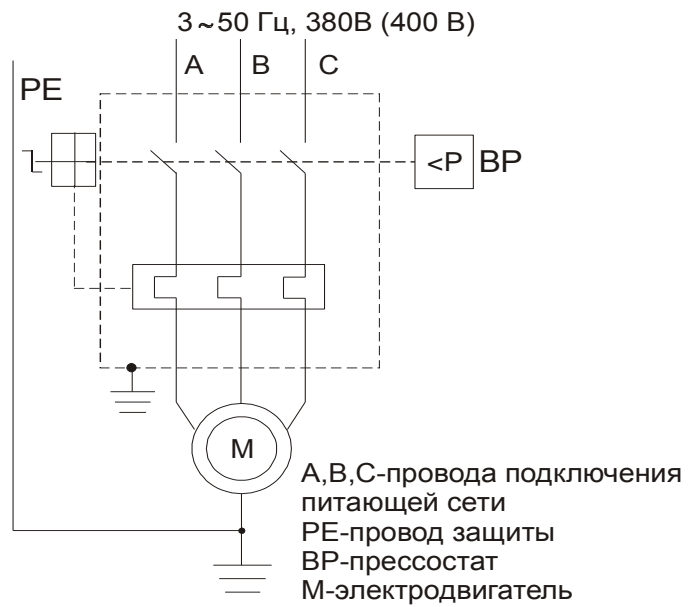 3~50 Гц, 380В (400 В)
A B C
PE
<P BP
M
A,B,C-провода подключения
питающей сети
PE-провод защиты
BP-прессостат
M-электродвигатель